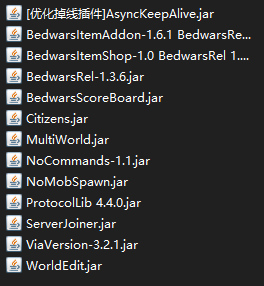 [优化掉线插件]AsyncKeepAlive.jar
BedwarsItemAddon-1.6.1 BedwarsRe...
BedwarsItemShop-1.0 BedwarsRel 1....
BedwarsRel-1.3.6.jar
BedwarsScoreBoard.jar
Citizens.jar
MultiWorld.jar
NoCommands-1.1.jar
NoMobSpawn.jar
ProtocolLib 4.4.0.jar
ServerJoiner.jar
ViaVersion-3.2.1.jar
WorldEdit.jar